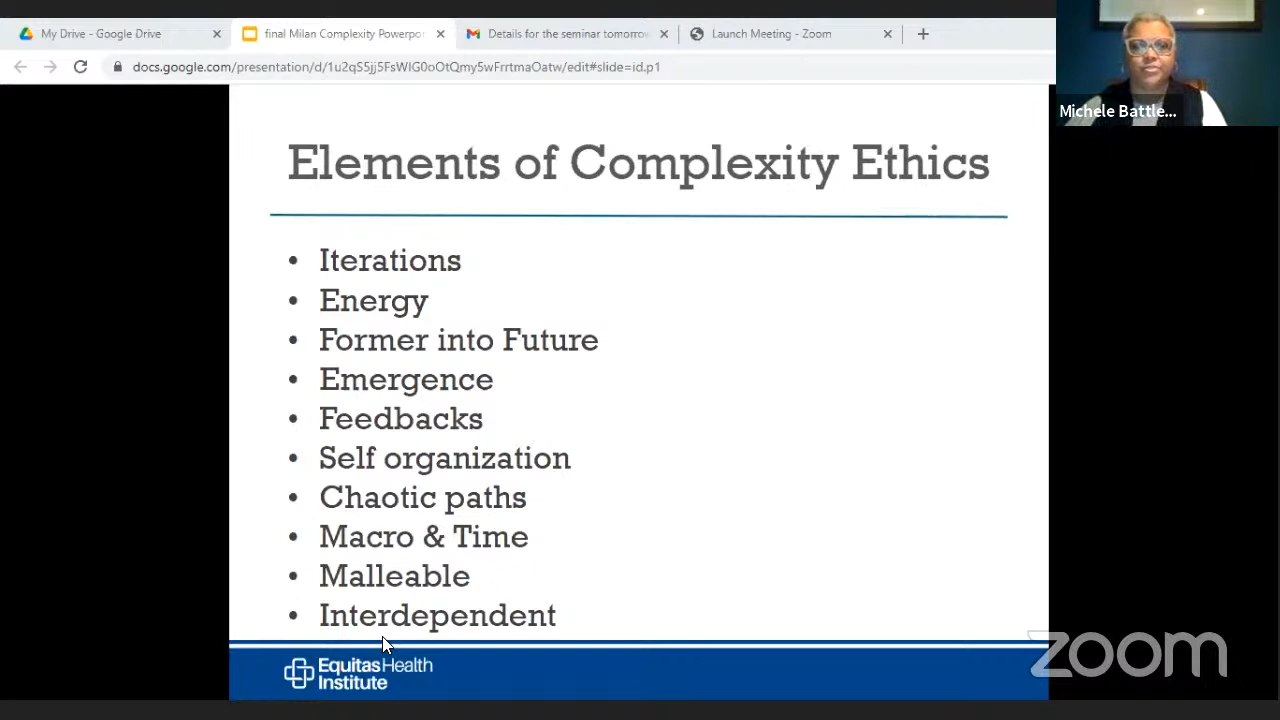 My Drive - Google Drive
final Milan Complexity Powerpo
Details for the seminar tomorro
Launch Meeting - Zoom
docs.google.com/presentation/d/1u2qS5jj5FsWIG0oOtQmy5wFrrtmaOatw/edit#slide=id.p1
Michele Battle...
Elements of Complexity Ethics
• Iterations
• Energy
• Former into Future
• Emergence
• Feedbacks
• Self organization
• Chaotic paths
• Macro & Time
• Malleable
• Interdependent
EquitasHealth
Institute
zoom